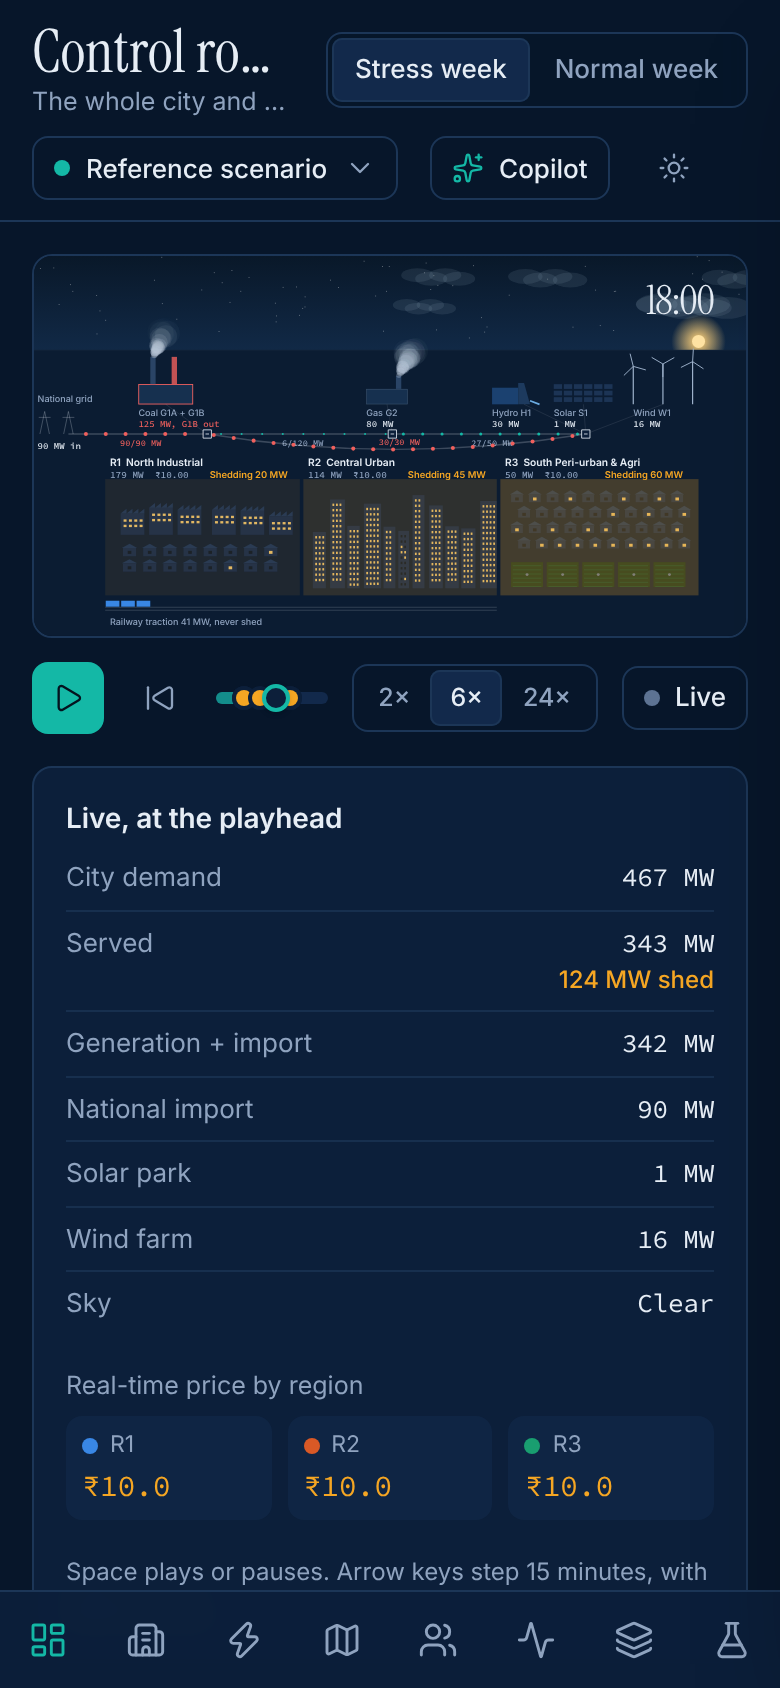 Control ro...
The whole city and ...
Stress week
Normal week
Reference scenario
Copilot
18:00
National grid
90 MW in
Coal G1A + G1B
125 MW, G1B out
Gas G2
80 MW
Hydro H1
30 MW
Solar S1
1 MW
Wind W1
16 MW
90/90 MW
6/120 MW
30/30 MW
27/50 MW
R1 North Industrial
179 MW ₹10.00
Shedding 20 MW
R2 Central Urban
114 MW ₹10.00
Shedding 45 MW
R3 South Peri-urban & Agri
50 MW ₹10.00
Shedding 60 MW
Railway traction 41 MW, never shed
2×
6×
24×
Live
Live, at the playhead
City demand
467 MW
Served
343 MW
124 MW shed
Generation + import
342 MW
National import
90 MW
Solar park
1 MW
Wind farm
16 MW
Sky
Clear
Real-time price by region
R1
₹10.0
R2
₹10.0
R3
₹10.0
Space plays or pauses. Arrow keys step 15 minutes, with